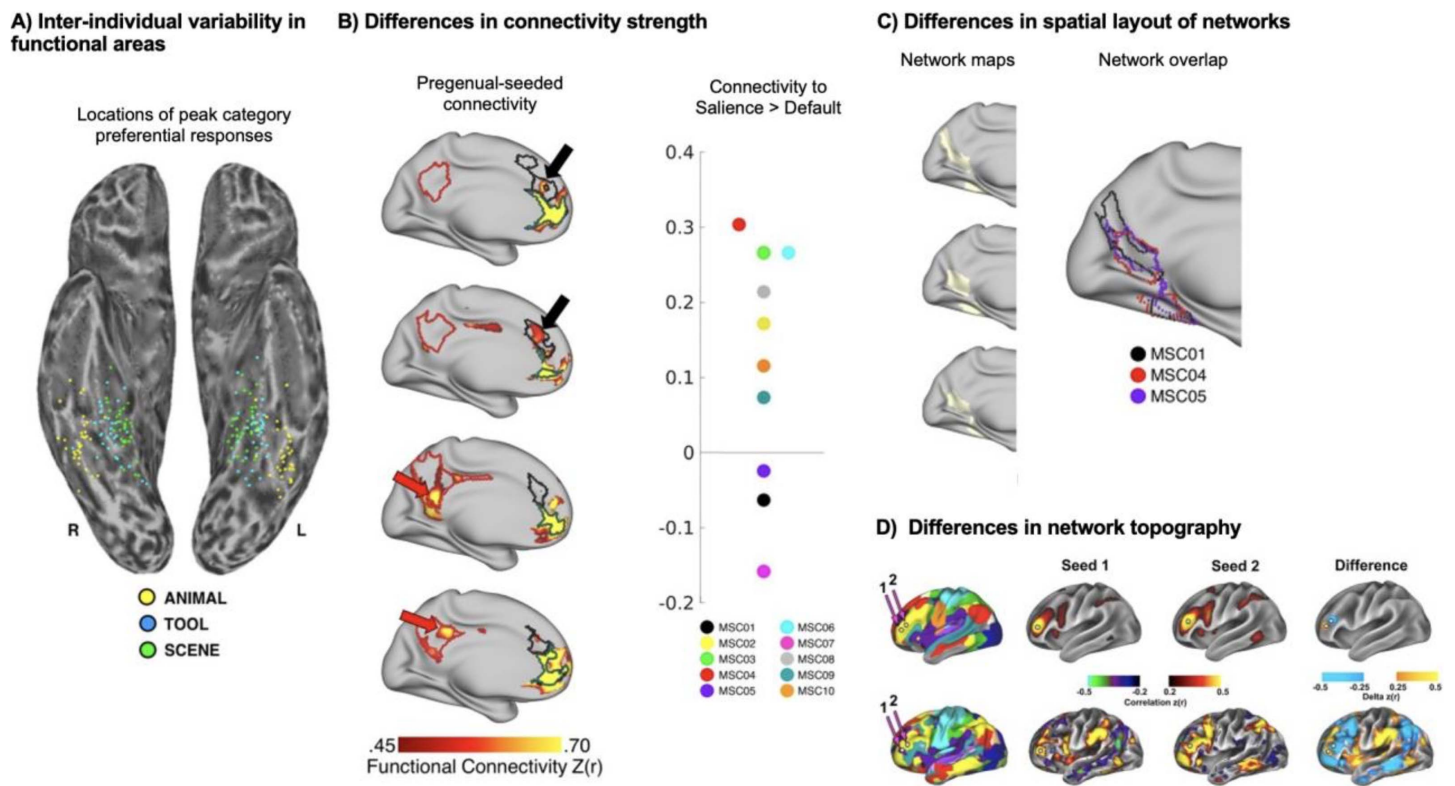 A) Inter-individual variability in
functional areas
Locations of peak category
preferential responses
R
L
ANIMAL
TOOL
SCENE
B) Differences in connectivity strength
Pregenual-seeded
connectivity
.45
.70
Functional Connectivity Z(r)
Connectivity to
Salience > Default
0.4
0.3
0.2
0.1
0
-0.1
-0.2
MSC01
MSC02
MSC03
MSC04
MSC05
MSC06
MSC07
MSC08
MSC09
MSC10
C) Differences in spatial layout of networks
Network maps
Network overlap
MSC01
MSC04
MSC05
D) Differences in network topography
Seed 1
Seed 2
Difference
1 2
-0.5
-0.2
0.2
0.5
Correlation z(r)
-0.5
-0.25
0.25
0.5
Delta z(r)
1 2